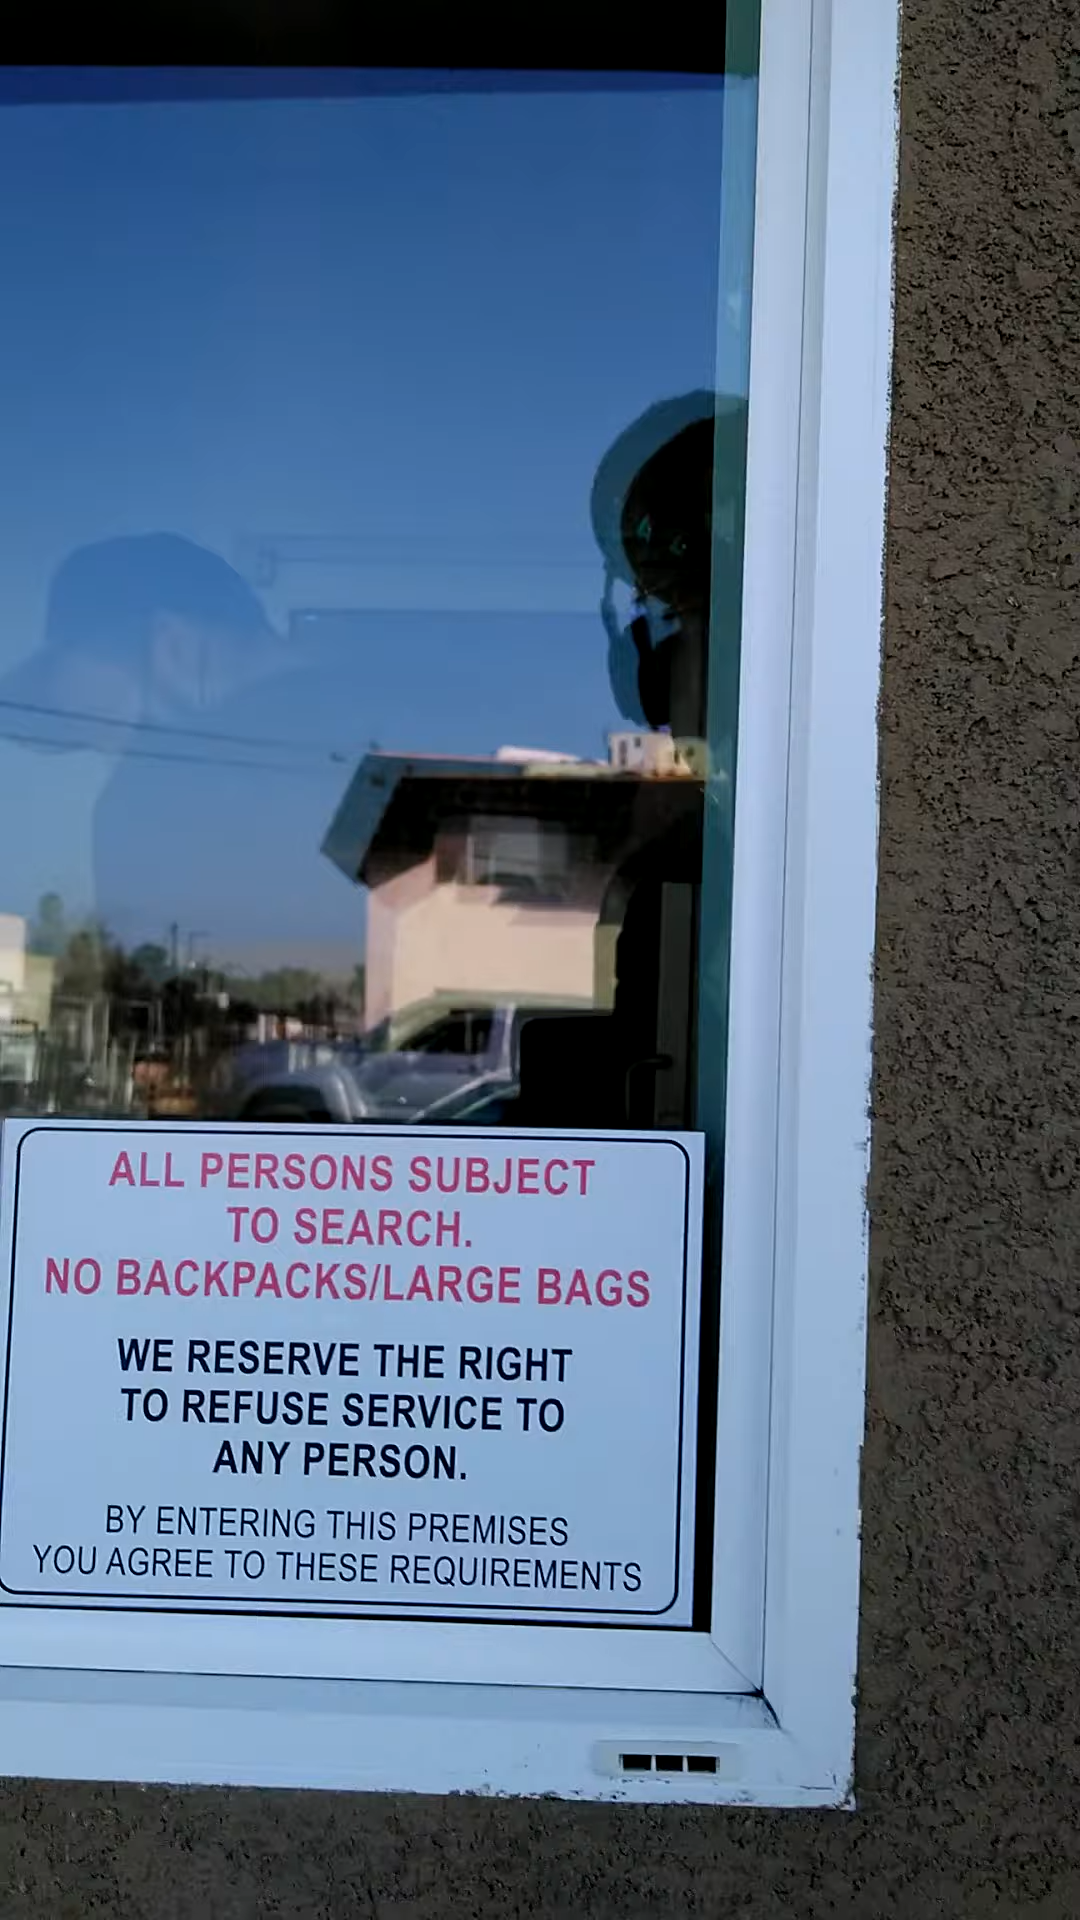 ALL PERSONS SUBJECT
TO SEARCH.
NO BACKPACKS/LARGE BAGS
WE RESERVE THE RIGHT
TO REFUSE SERVICE TO
ANY PERSON.
BY ENTERING THIS PREMISES
YOU AGREE TO THESE REQUIREMENTS